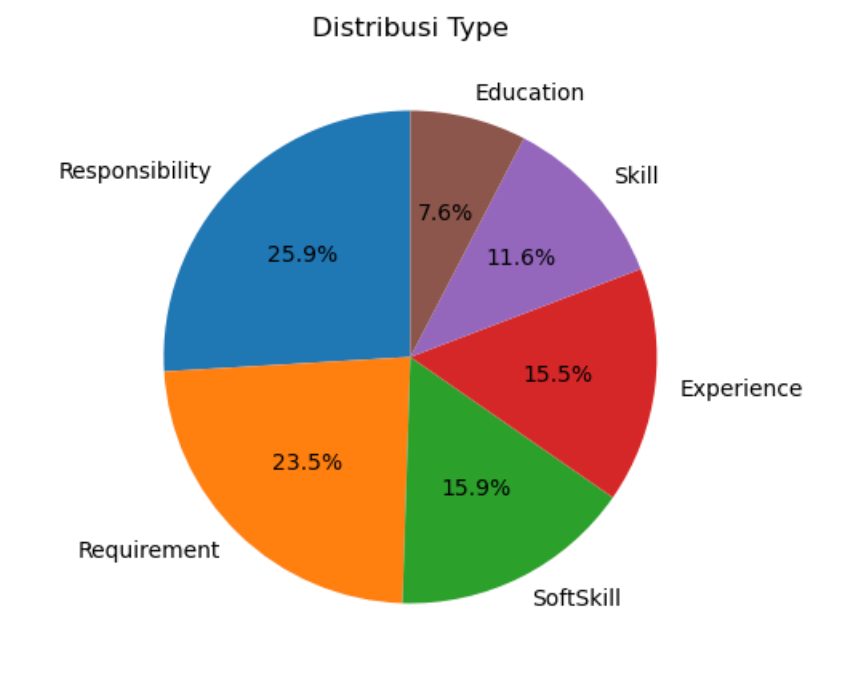 Distribusi Type
Education
Responsibility
Skill
7.6%
25.9%
11.6%
15.5%
Experience
23.5%
15.9%
Requirement
SoftSkill